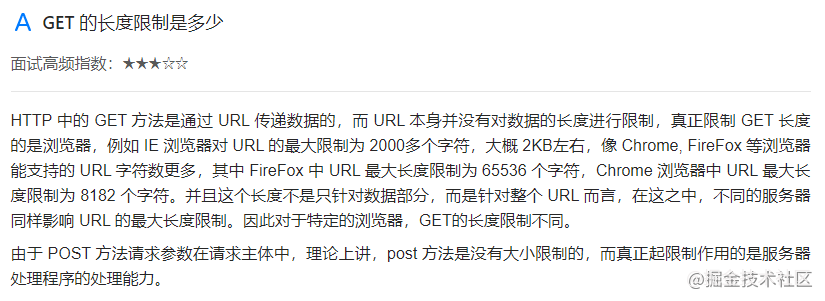 A GET 的长度限制是多少
面试高频指数：★★★☆☆
HTTP 中的 GET 方法是通过 URL 传递数据的，而 URL 本身并没有对数据的长度进行限制，真正限制 GET 长度
的是浏览器，例如 IE 浏览器对 URL 的最大限制为 2000多个字符，大概 2KB左右，像 Chrome, FireFox 等浏览器
能支持的 URL 字符数更多，其中 FireFox 中 URL 最大长度限制为 65536 个字符，Chrome 浏览器中 URL 最大长
度限制为 8182 个字符。并且这个长度不是只针对数据部分，而是针对整个 URL 而言，在这之中，不同的服务器
同样影响 URL 的最大长度限制。因此对于特定的浏览器，GET的长度限制不同。
由于 POST 方法请求参数在请求主体中，理论上讲，post 方法是没有大小限制的，而真正起限制作用的是服务器
处理程序的处理能力。
@掘金技术社区